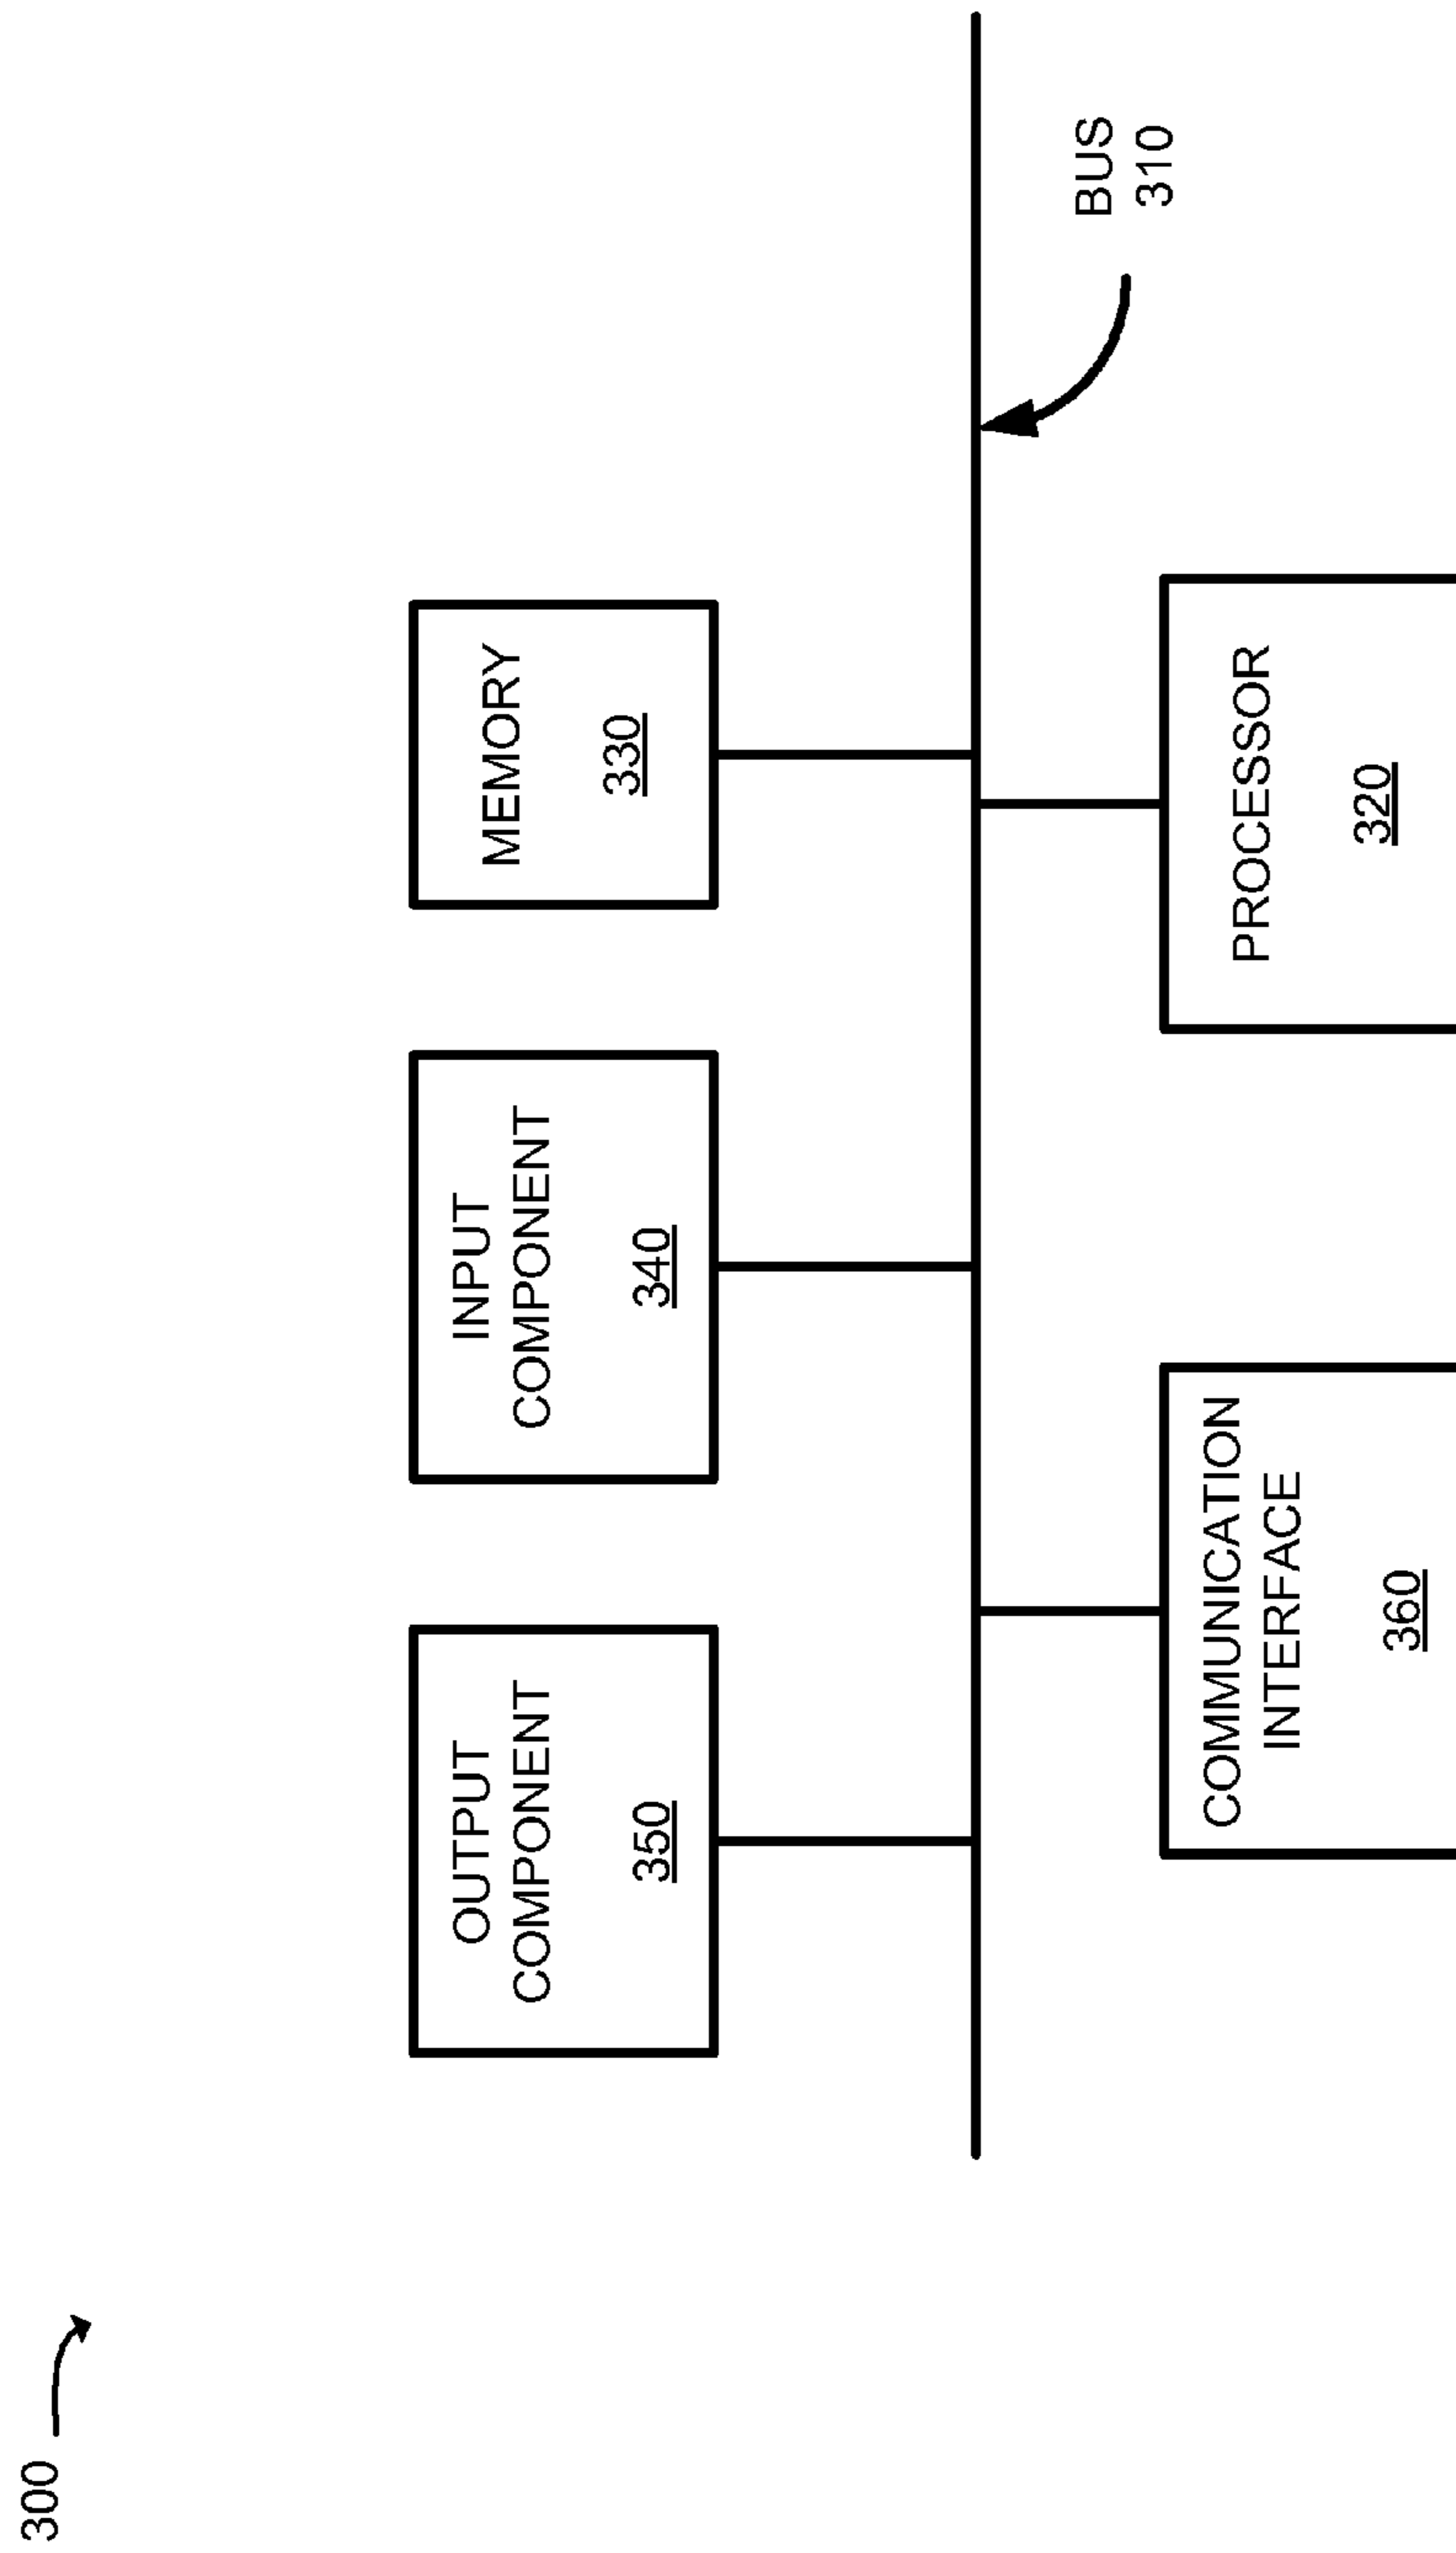 300
OUTPUT
COMPONENT
350
INPUT
COMPONENT
340
MEMORY
330
BUS
310
COMMUNICATION
INTERFACE
360
PROCESSOR
320